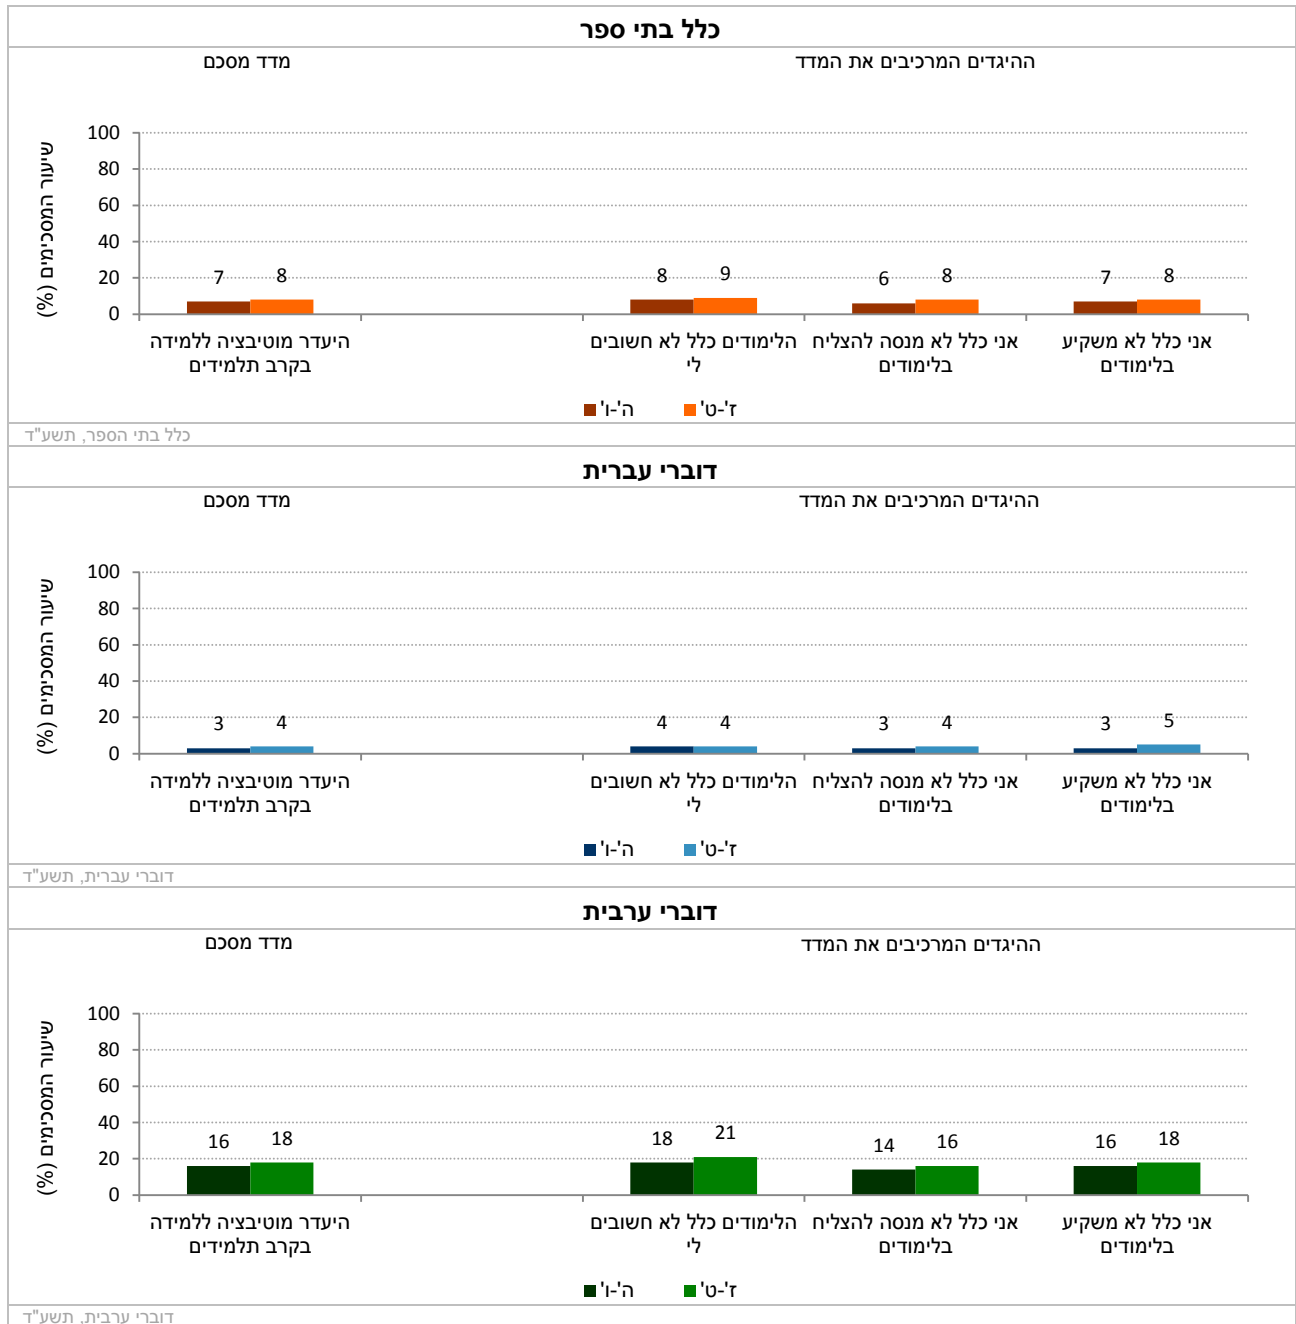 כלל בתי ספר
ההיגדים המרכיבים את המדד
מדד מסכם
שיעור המסכימים (%)
100
80
60
40
20
0
7 8 8 9 6 8 7 8
היעדר מוטיבציה ללמידה
בקרב תלמידים
הלימודים כלל לא חשובים
לי
אני כלל לא מנסה להצליח
בלימודים
אני כלל לא משקיע
בלימודים
ה'-ו' ז'-ט'
כלל בתי הספר, תשע"ד
דוברי עברית
ההיגדים המרכיבים את המדד
מדד מסכם
שיעור המסכימים (%)
100
80
60
40
20
0
3 4 4 4 3 4 3 5
היעדר מוטיבציה ללמידה
בקרב תלמידים
הלימודים כלל לא חשובים
לי
אני כלל לא מנסה להצליח
בלימודים
אני כלל לא משקיע
בלימודים
ה'-ו' ז'-ט'
דוברי עברית, תשע"ד
דוברי ערבית
ההיגדים המרכיבים את המדד
מדד מסכם
שיעור המסכימים (%)
100
80
60
40
20
0
16 18 18 21 14 16 16 18
היעדר מוטיבציה ללמידה
בקרב תלמידים
הלימודים כלל לא חשובים
לי
אני כלל לא מנסה להצליח
בלימודים
אני כלל לא משקיע
בלימודים
ה'-ו' ז'-ט'
דוברי ערבית, תשע"ד